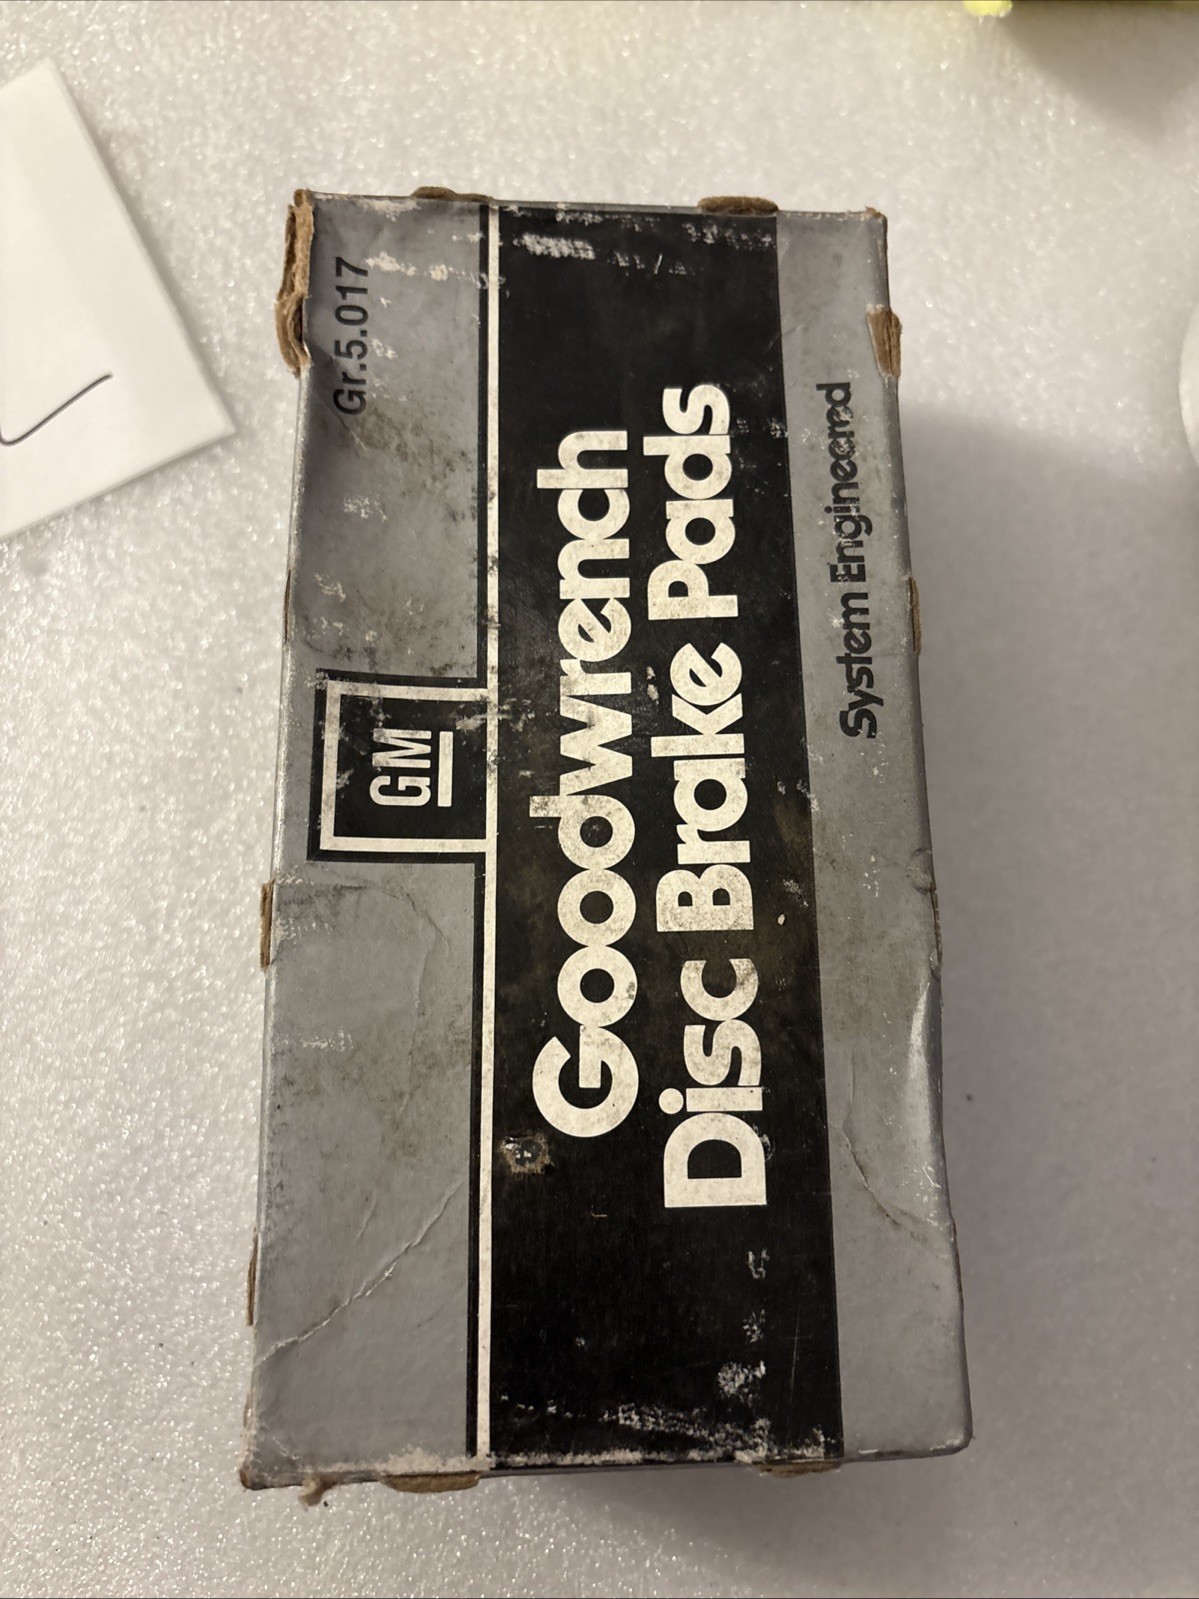 Gr.5.017
GM
Goodwrench
Disc Brake Pads
System Engineered